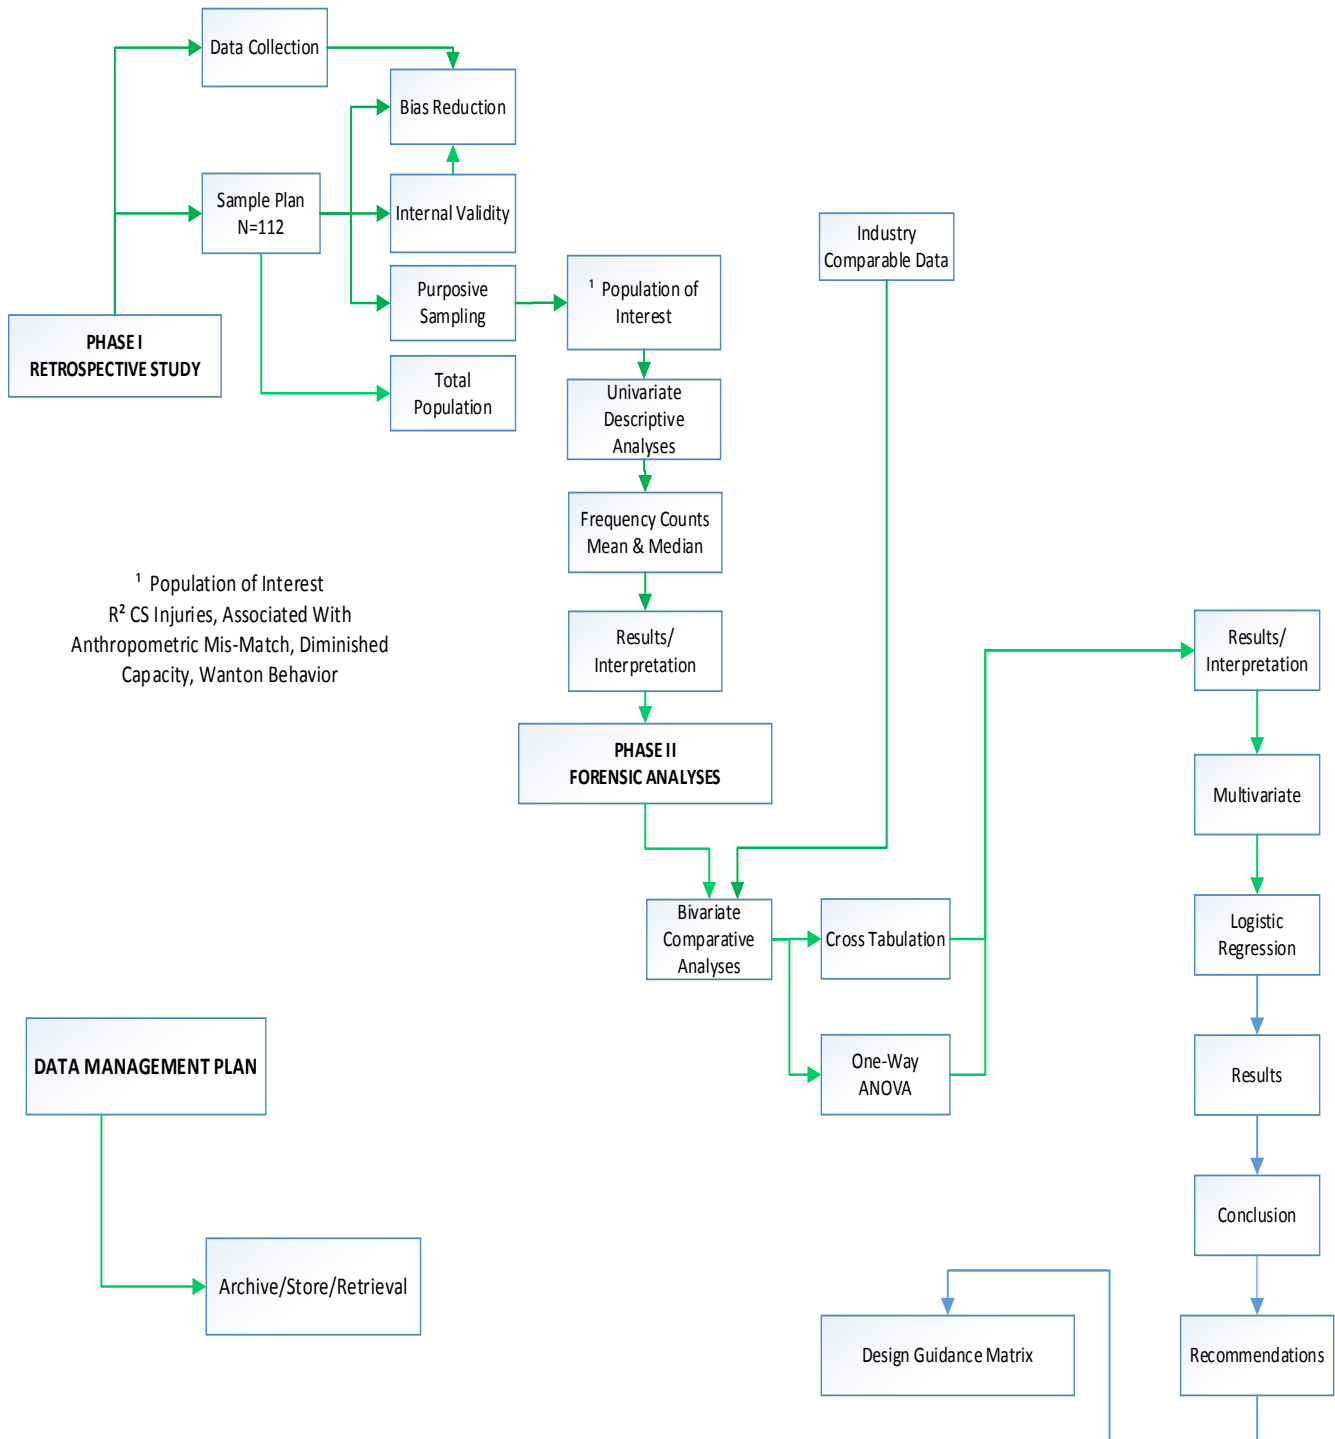 Data Collection
Bias Reduction
Sample Plan
N=112
Internal Validity
Industry
Comparable Data
Purposive
Sampling
¹ Population of
Interest
PHASE I
RETROSPECTIVE STUDY
Total
Population
Univariate
Descriptive
Analyses
Frequency Counts
Mean & Median
¹ Population of Interest
R² CS Injuries, Associated With
Anthropometric Mis-Match, Diminished
Capacity, Wanton Behavior
Results/
Interpretation
Results/
Interpretation
PHASE II
FORENSIC ANALYSES
Multivariate
Bivariate
Comparative
Analyses
Cross Tabulation
Logistic
Regression
DATA MANAGEMENT PLAN
One-Way
ANOVA
Results
Conclusion
Archive/Store/Retrieval
Design Guidance Matrix
Recommendations